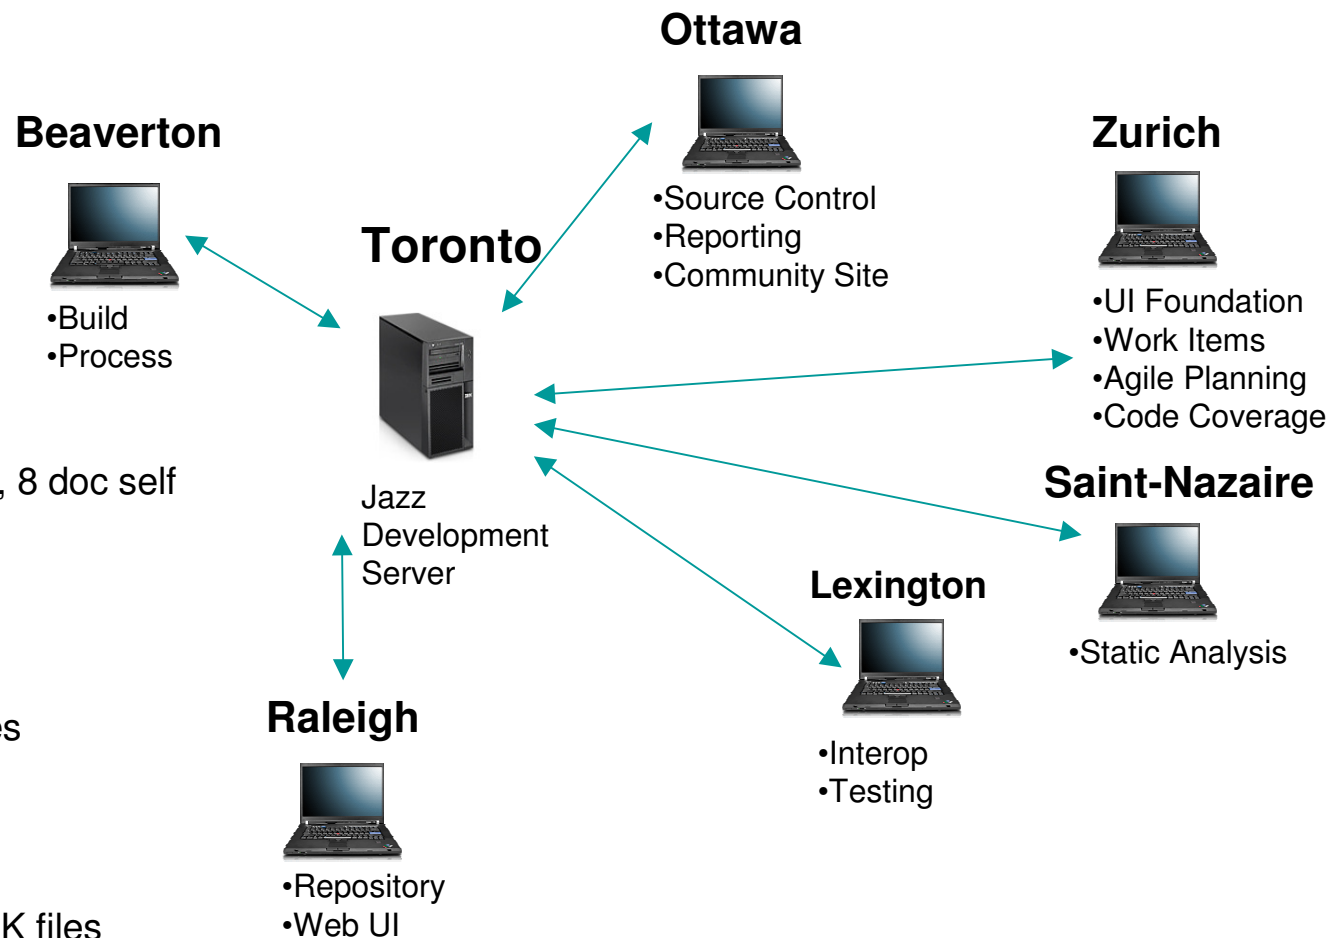 Ottawa
•Source Control
•Reporting
•Community Site
Beaverton
•Build
•Process
Toronto
Jazz
Development
Server
Zurich
•UI Foundation
•Work Items
•Agile Planning
•Code Coverage
, 8 doc self
Saint-Nazaire
•Static Analysis
Lexington
•Interop
•Testing
es
Raleigh
•Repository
•Web UI
K files